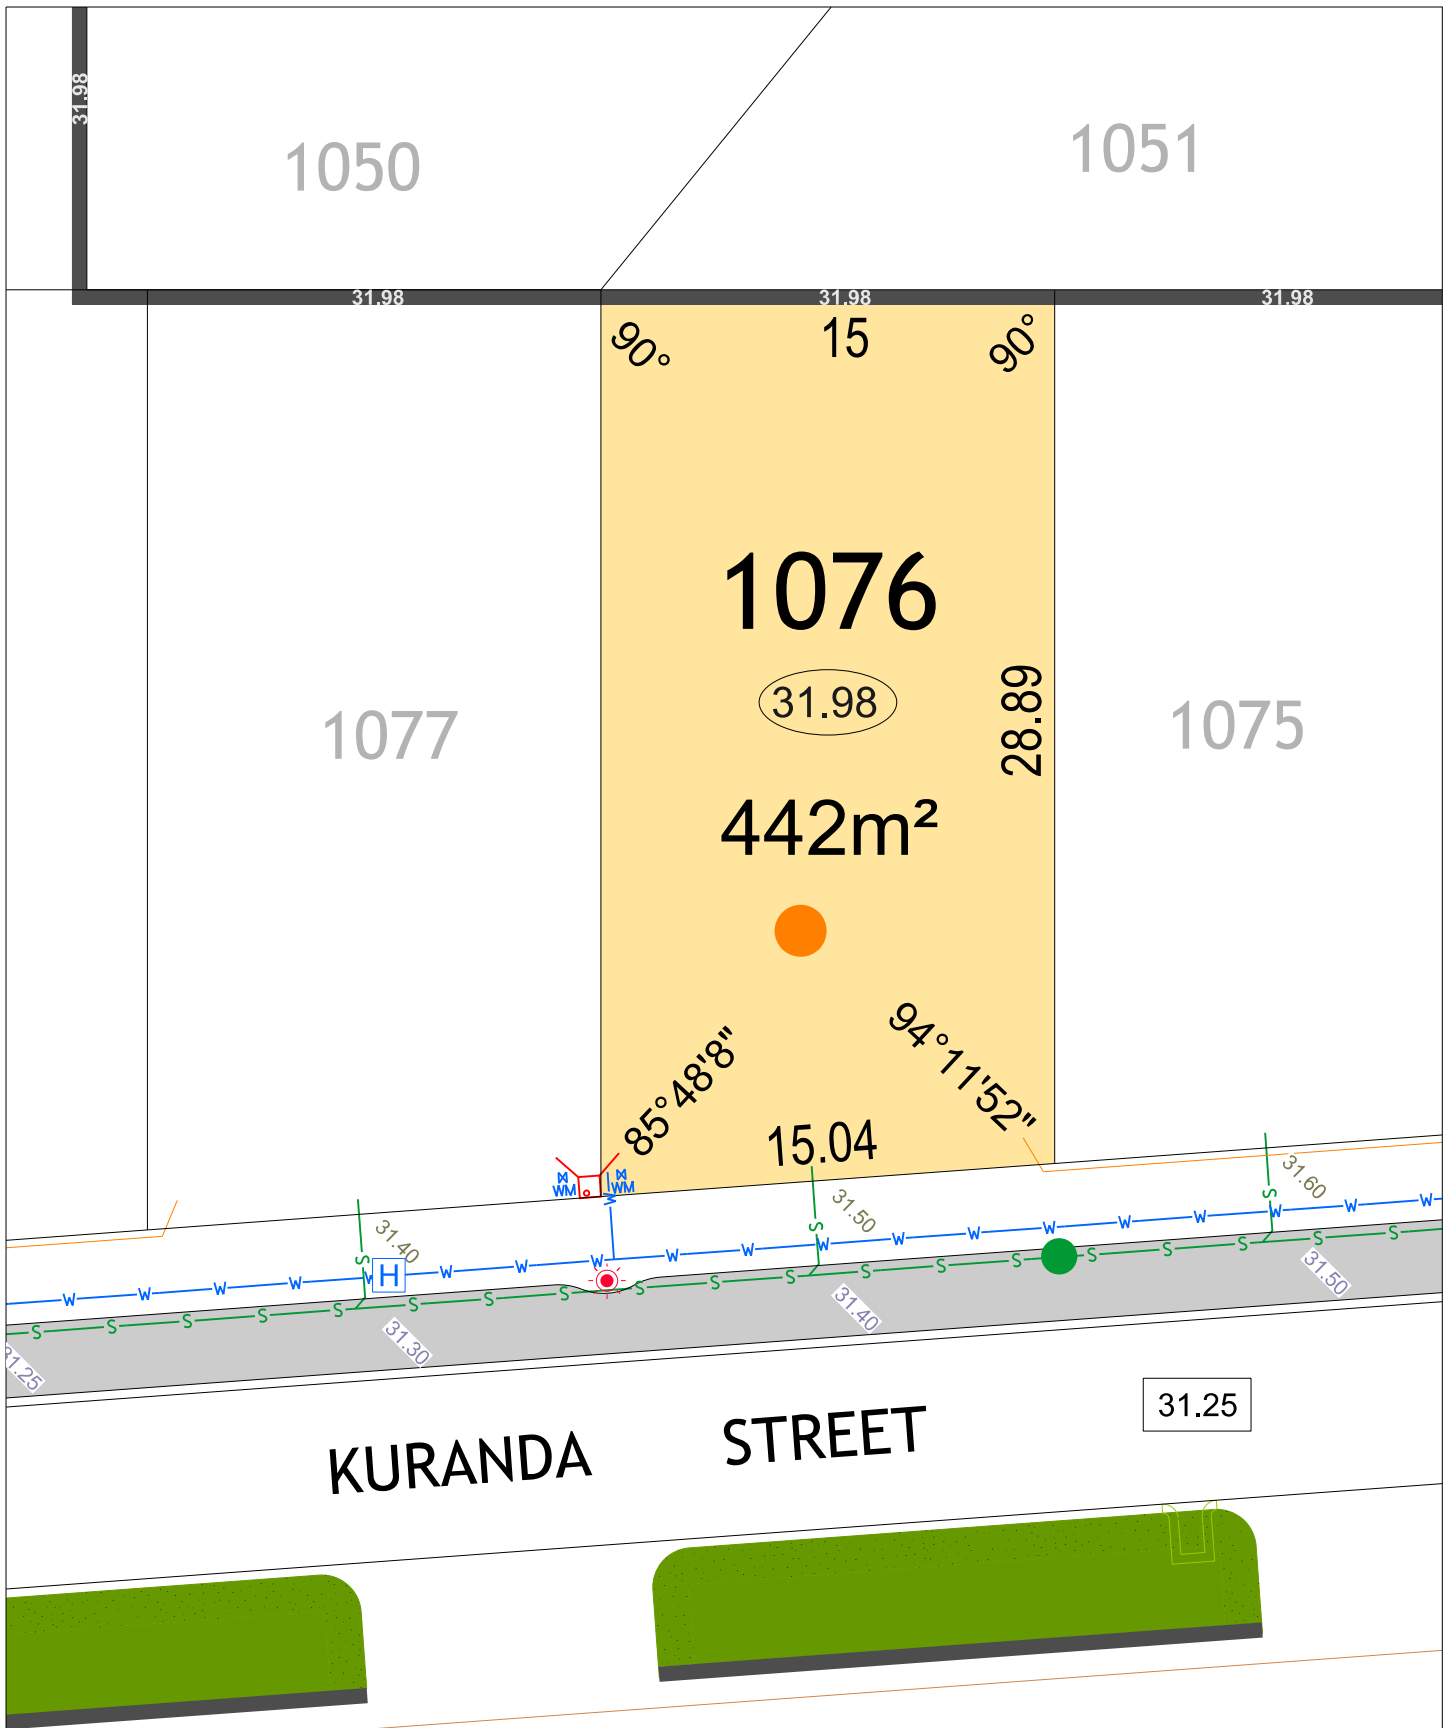 31.98
1050
1051
31.98
31.98
31.98
90°
15
90°
1076
31.98
28.89
1077
1075
442m²
85°48'8"
94°11'52"
15.04
WM
WM
W
31.40
31.50
31.60
S
S
S
W W W W W H W W W W W W W W W W W W W W
S S S S S S S S S S S S S S S S S S S
31.25
31.30
31.40
31.50
31.25
KURANDA STREET